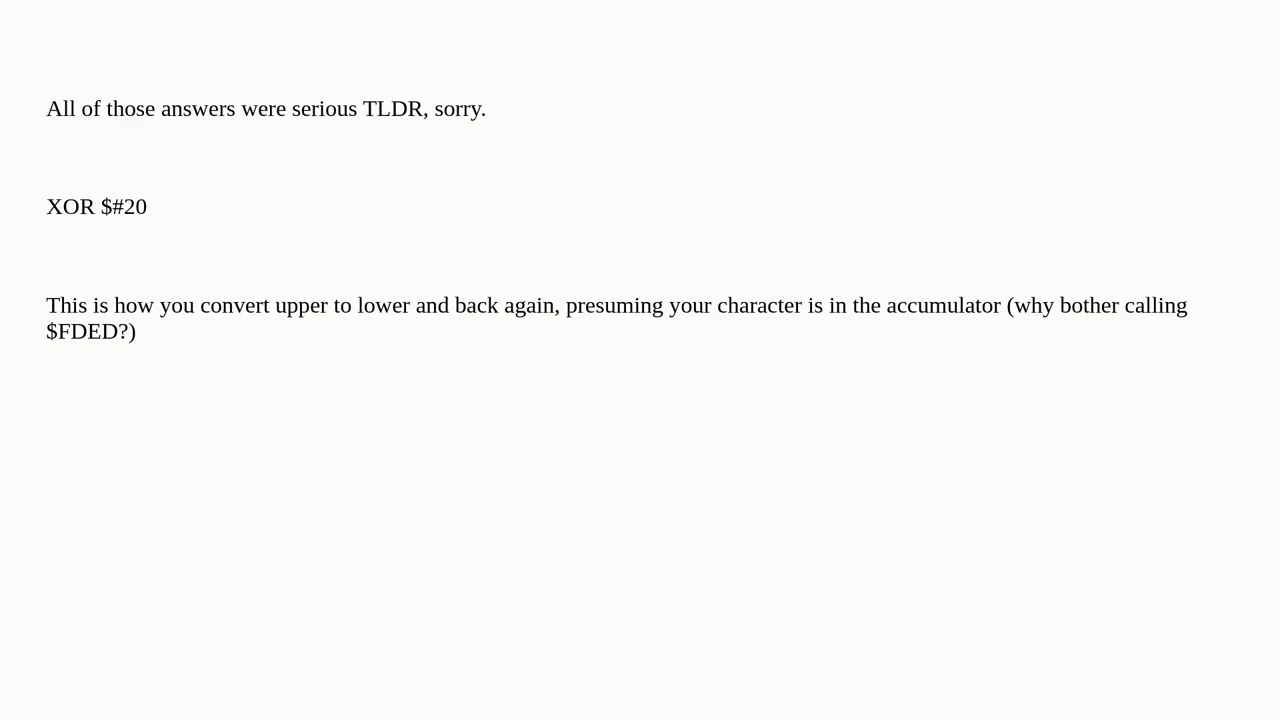 All of those answers were serious TLDR, sorry.
XOR $#20
This is how you convert upper to lower and back again, presuming your character is in the accumulator (why bother calling
$FDED?)